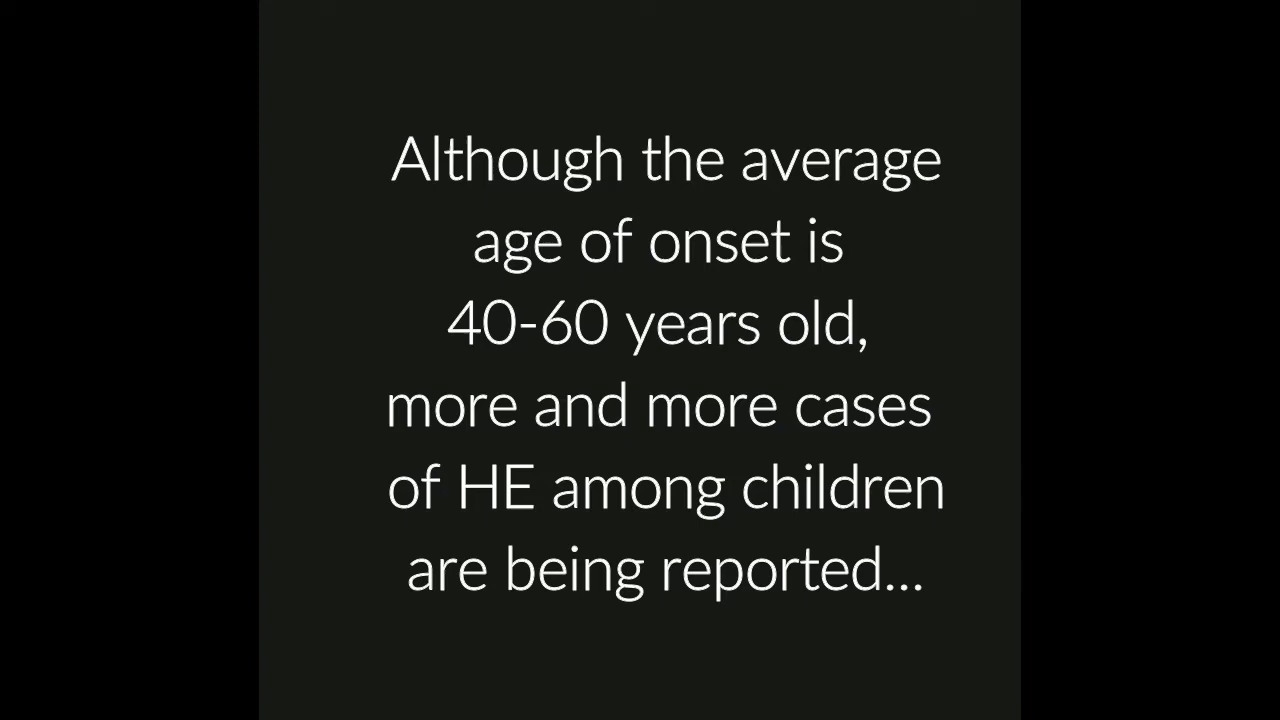 Although the average
age of onset is
40-60 years old,
more and more cases
of HE among children
are being reported...